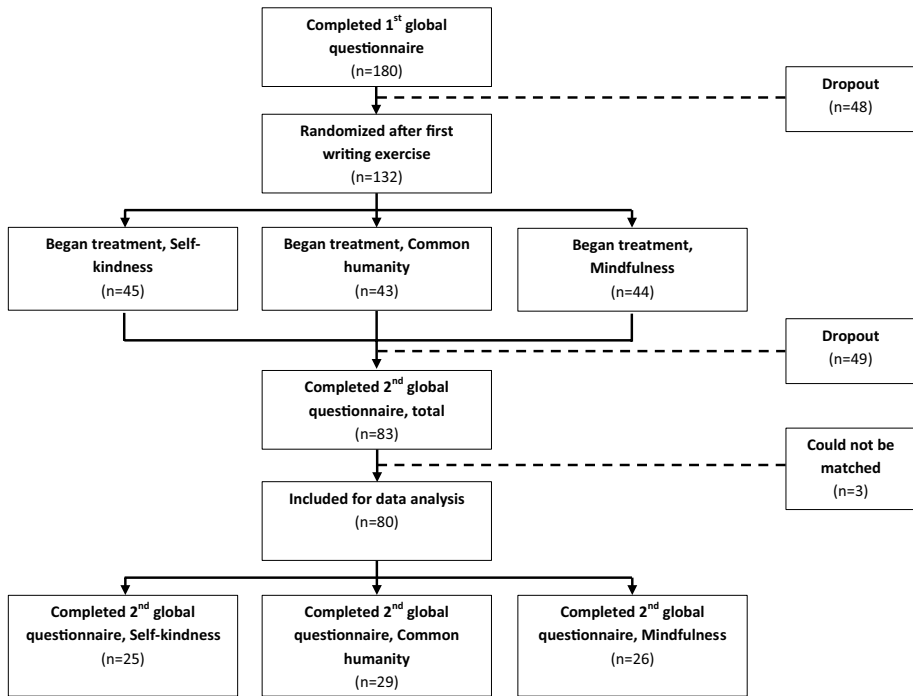 Completed 1st global
questionnaire
(n=180)
Dropout
(n=48)
Randomized after first
writing exercise
(n=132)
Began treatment, Self-
kindness
(n=45)
Began treatment, Common
humanity
(n=43)
Began treatment,
Mindfulness
(n=44)
Dropout
(n=49)
Completed 2nd global
questionnaire, total
(n=83)
Could not be
matched
(n=3)
Included for data analysis
(n=80)
Completed 2nd global
questionnaire, Self-kindness
(n=25)
Completed 2nd global
questionnaire, Common
humanity
(n=29)
Completed 2nd global
questionnaire, Mindfulness
(n=26)